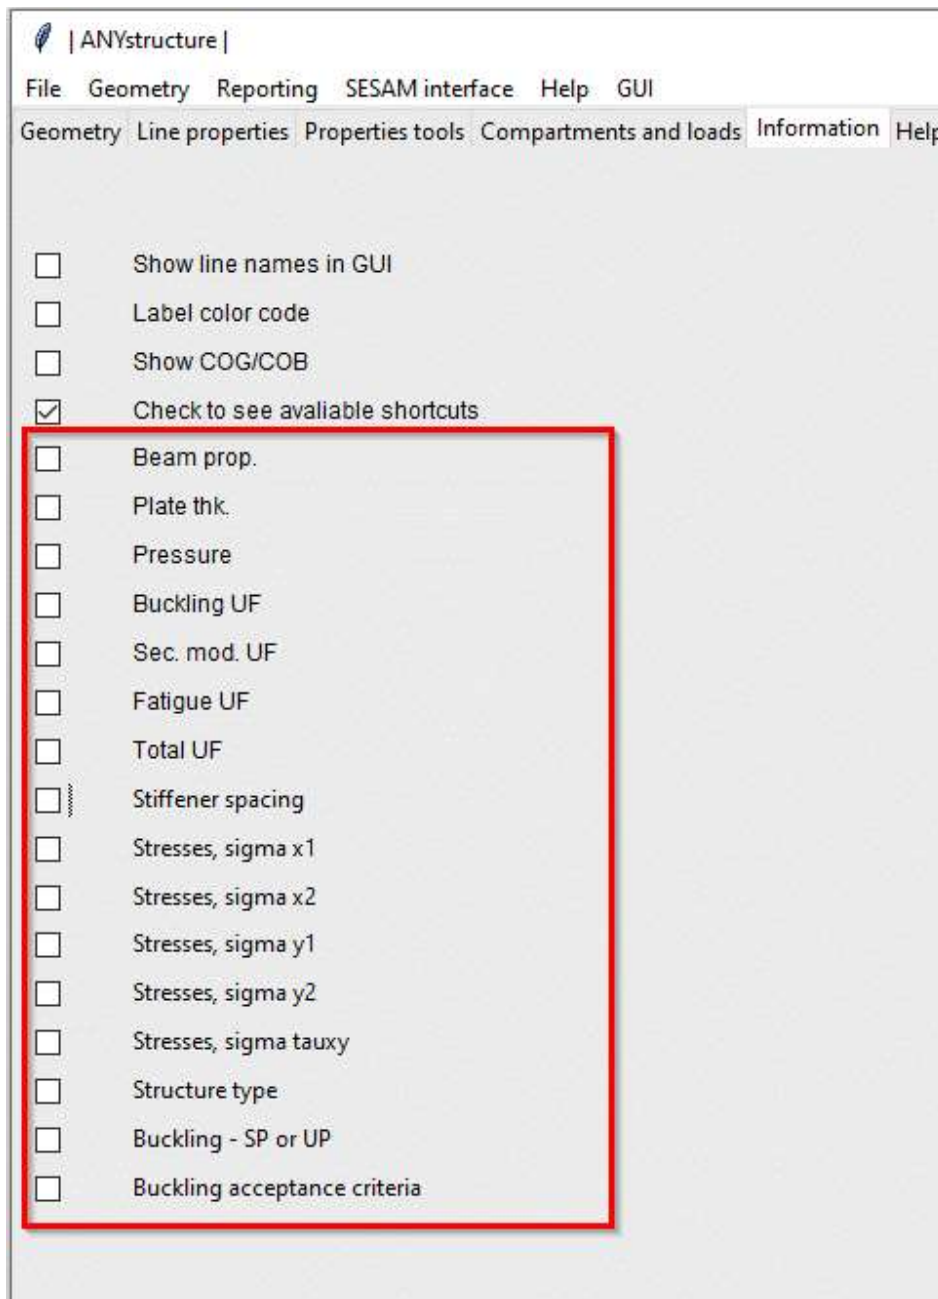 | ANYstructure |
File Geometry Reporting SESAM interface Help GUI
Geometry Line properties Properties tools Compartments and loads Information Help
Show line names in GUI
Label color code
Show COG/COB
Check to see avaliable shortcuts
Beam prop.
Plate thk.
Pressure
Buckling UF
Sec. mod. UF
Fatigue UF
Total UF
Stiffener spacing
Stresses, sigma x1
Stresses, sigma x2
Stresses, sigma y1
Stresses, sigma y2
Stresses, sigma tauxy
Structure type
Buckling - SP or UP
Buckling acceptance criteria